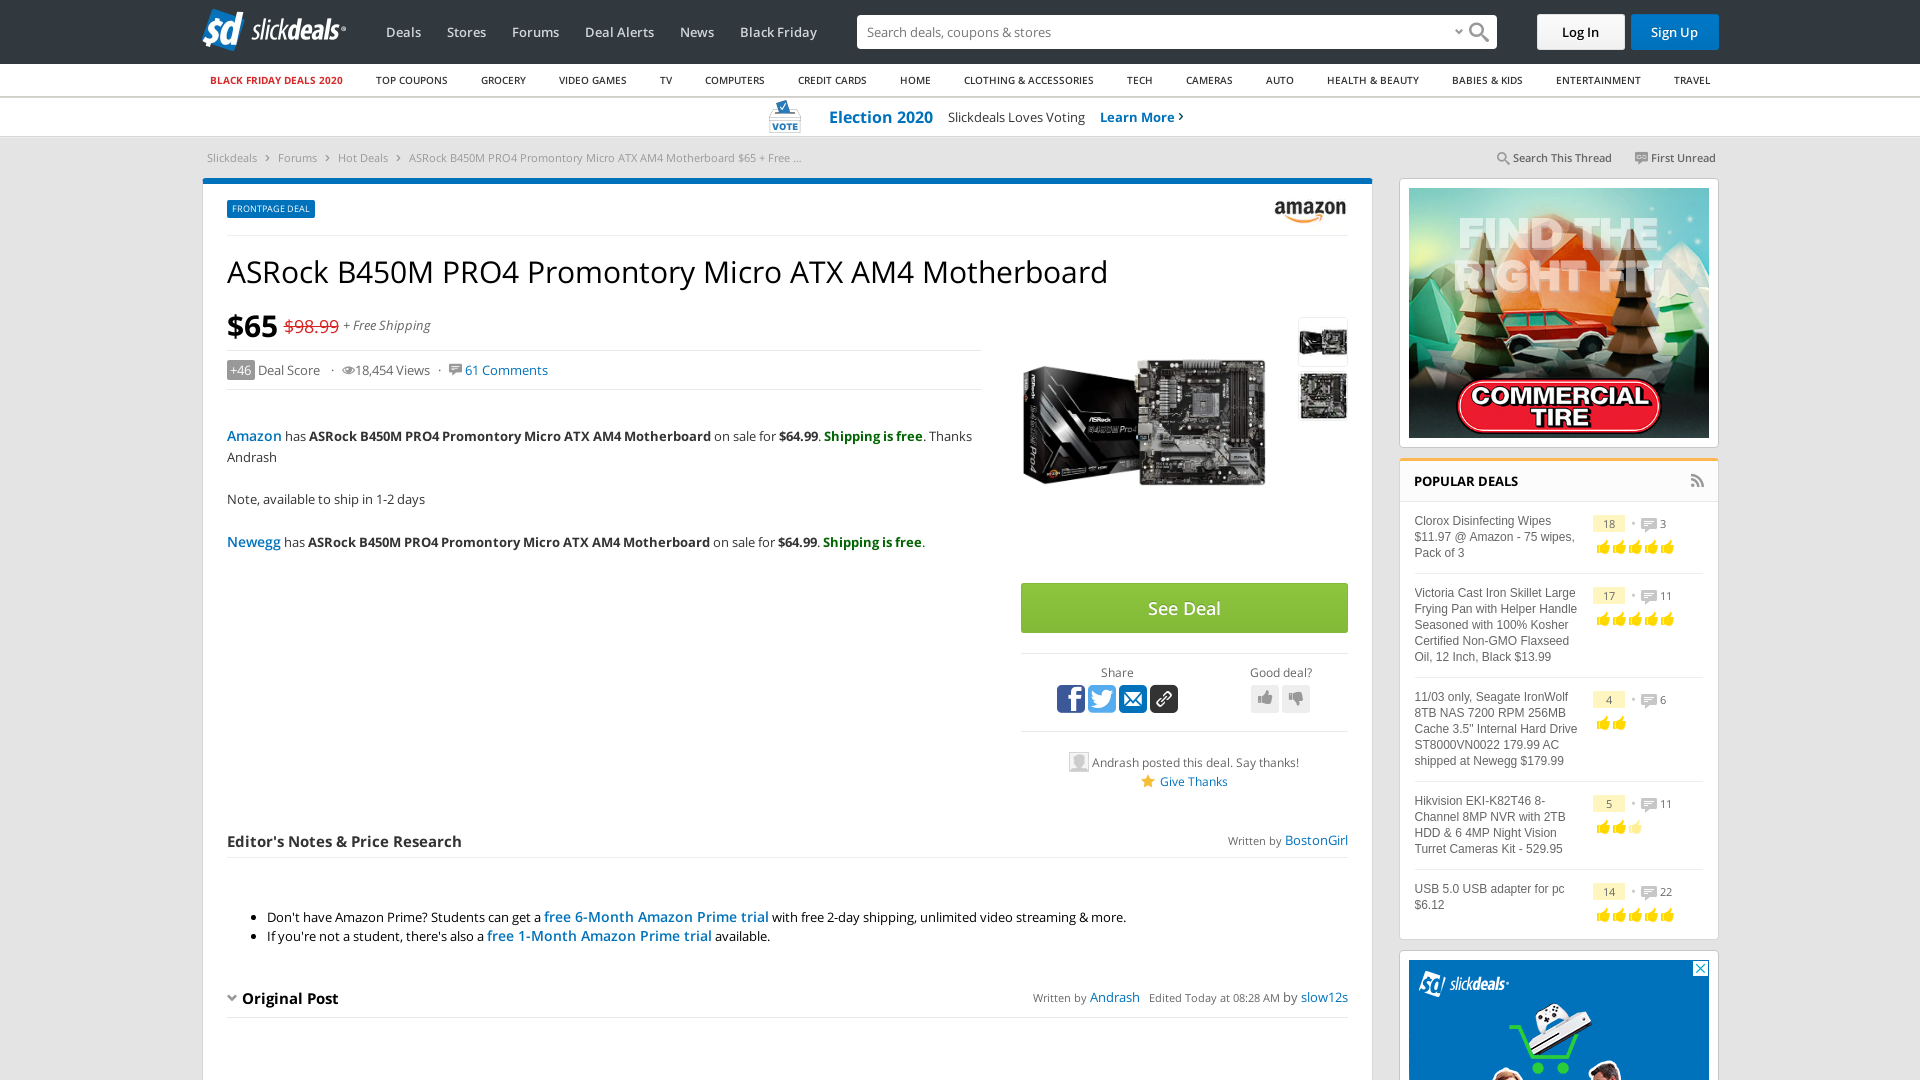 sd slickdeals
Deals Stores Forums Deal Alerts News Black Friday
Search deals, coupons & shopping
Log In Sign Up
BLACK FRIDAY DEALS 2020 TOP COUPONS GROCERY VIDEO GAMES TV COMPUTERS CREDIT CARDS HOME CLOTHING & ACCESSORIES TECH CAMERAS AUTO HEALTH & BEAUTY BABIES & KIDS ENTERTAINMENT TRAVEL
VOTE Election 2020 Slickdeals Loves Voting Learn More
Slickdeals Forums Hot Deals ASRock B450M PRO4 Promontory Micro ATX AM4 Motherboard $65 + Free ...
Search This Thread First Unread
FRONTPAGE DEAL
amazon
ASRock B450M PRO4 Promontory Micro ATX AM4 Motherboard
$65 $98.99 + Free Shipping
+46 Deal Score · 18,454 Views · 61 Comments
Amazon has ASRock B450M PRO4 Promontory Micro ATX AM4 Motherboard on sale for $64.99. Shipping is free. Thanks
Andrash
Note, available to ship in 1-2 days
Newegg has ASRock B450M PRO4 Promontory Micro ATX AM4 Motherboard on sale for $64.99. Shipping is free.
See Deal
Share
Good deal?
Andrash posted this deal. Say thanks!
Give Thanks
Editor's Notes & Price Research
Written by BostonGirl
Don't have Amazon Prime? Students can get a free 6-Month Amazon Prime trial with free 2-day shipping, unlimited video streaming & more.
If you're not a student, there's also a free 1-Month Amazon Prime trial available.
Original Post
Written by Andrash Edited Today at 08:28 AM by slow12s
FIND THE
RIGHT FIT
COMMERCIAL
TIRE
POPULAR DEALS
Clorox Disinfecting Wipes
$11.97 @ Amazon - 75 wipes,
Pack of 3
18 • 3
Victoria Cast Iron Skillet Large
Frying Pan with Helper Handle
Seasoned with 100% Kosher
Certified Non-GMO Flaxseed
Oil, 12 Inch, Black $13.99
17 • 11
11/03 only, Seagate IronWolf
8TB NAS 7200 RPM 256MB
Cache 3.5" Internal Hard Drive
ST8000VN0022 179.99 AC
shipped at Newegg $179.99
4 • 6
Hikvision EKI-K82T46 8-
Channel 8MP NVR with 2TB
HDD & 6 4MP Night Vision
Turret Cameras Kit - 529.95
5 • 11
USB 5.0 USB adapter for pc
$6.12
14 • 22
sd slickdeals